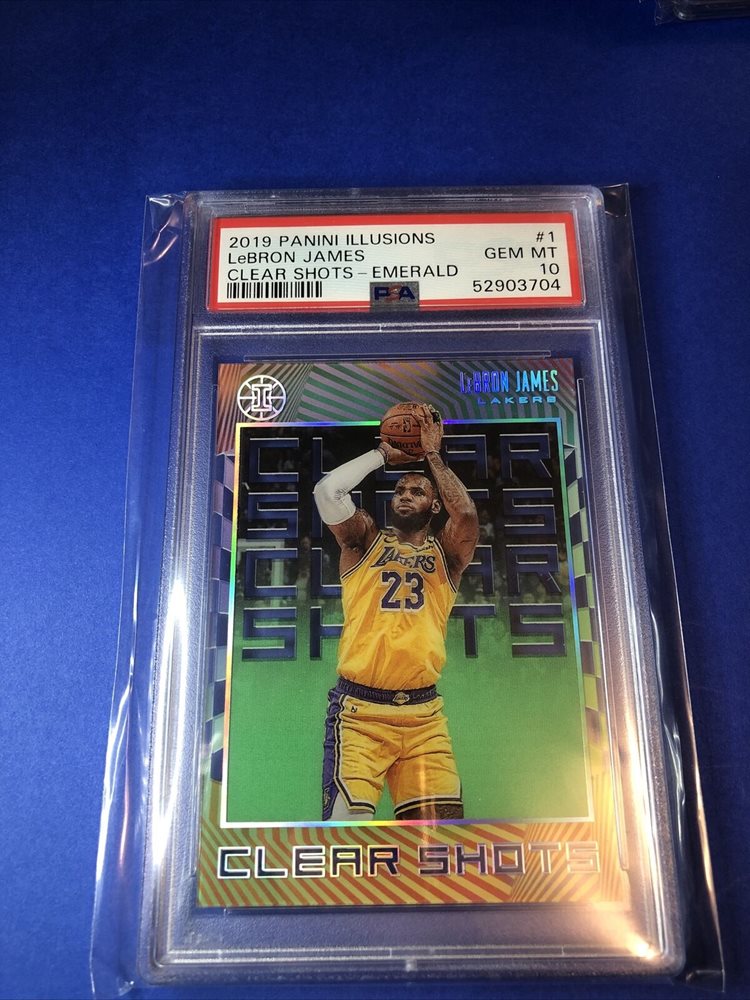 2019 PANINI ILLUSIONS #1
LeBRON JAMES GEM MT
CLEAR SHOTS – EMERALD 10
PSA 52903704
I
LeBRON JAMES
LAKERS
CLEAR
SHOTS
CLEAR
SHOTS
LAKERS
23
CLEAR SHOTS